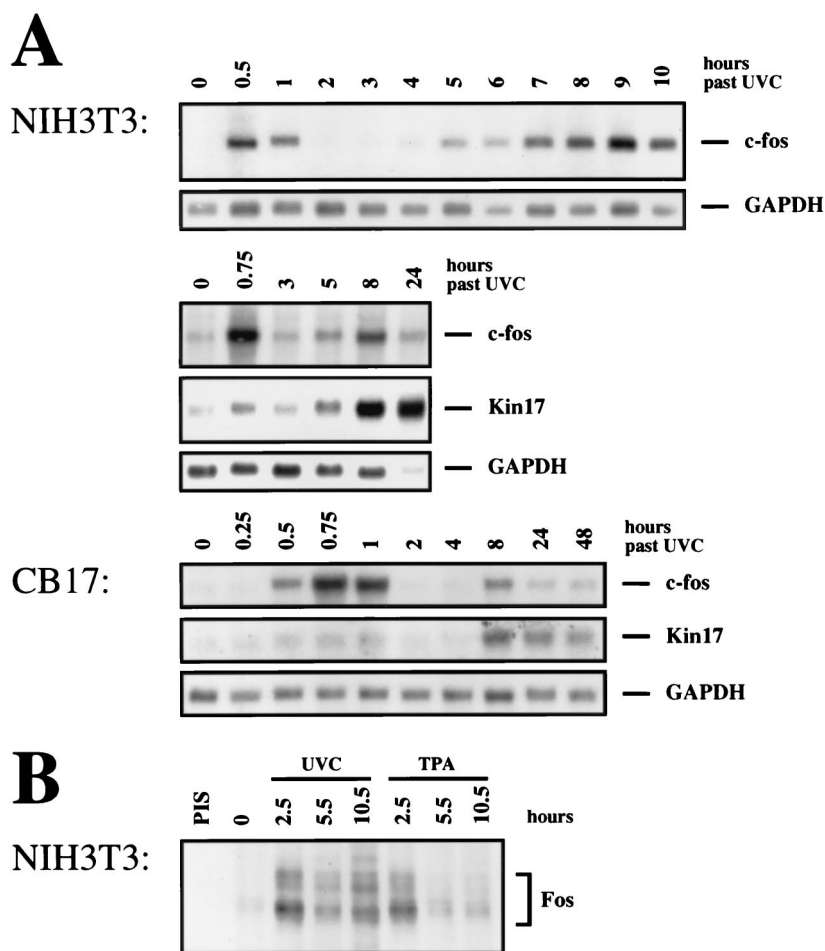 A
0 0.5 1 2 3 4 5 6 7 8 9 10 hours past UVC
NIH3T3:
c-fos
GAPDH
0 0.75 3 5 8 24 hours past UVC
c-fos
Kin17
GAPDH
0 0.25 0.5 0.75 1 2 4 8 24 48 hours past UVC
CB17:
c-fos
Kin17
GAPDH
B
UVC TPA
PIS 0 2.5 5.5 10.5 2.5 5.5 10.5 hours
NIH3T3:
Fos